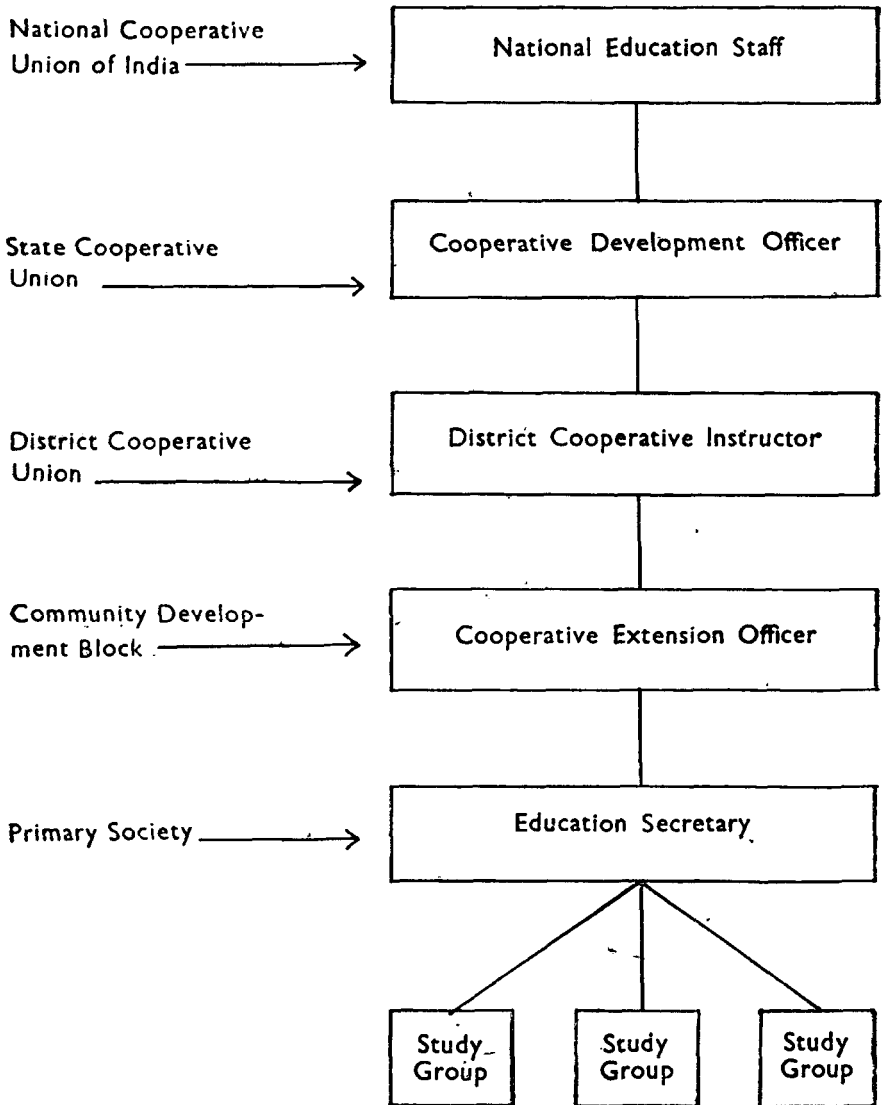 National Cooperative
Union of India
National Education Staff
State Cooperative
Union
Cooperative Development Officer
District Cooperative
Union
District Cooperative Instructor
Community Develop-
ment Block
Cooperative Extension Officer
Primary Society
Education Secretary
Study
Group
Study
Group
Study
Group